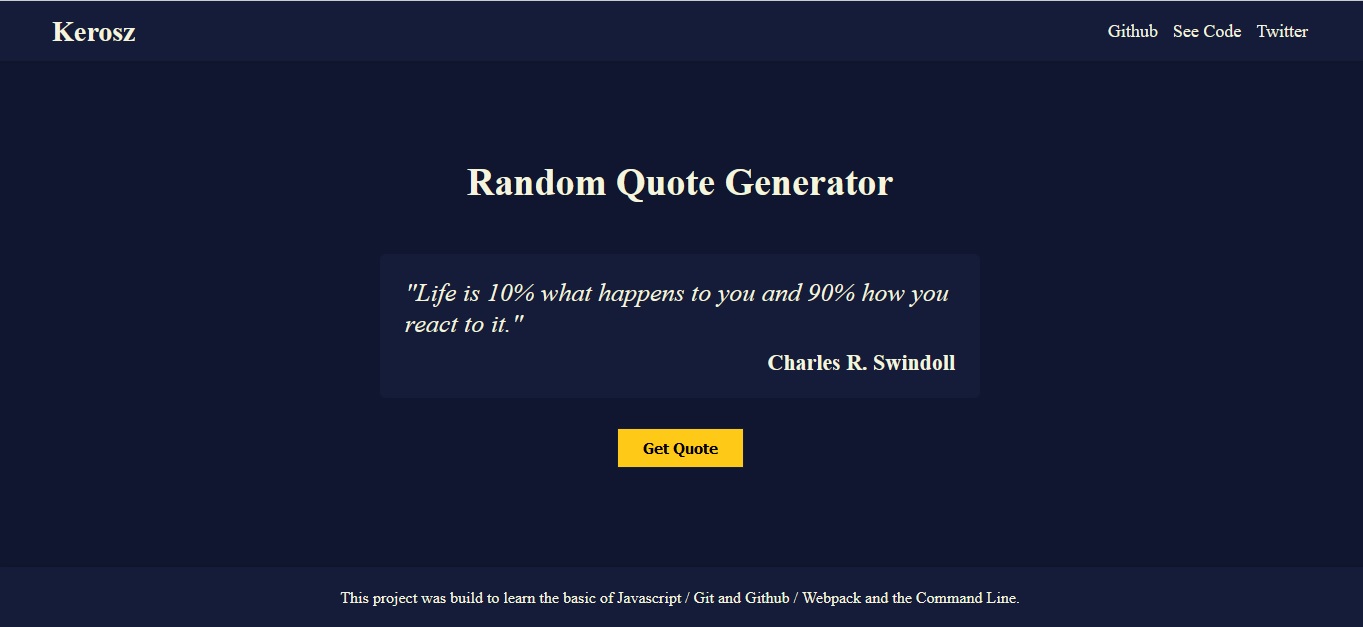 Kerosz
Github See Code Twitter
Random Quote Generator
"Life is 10% what happens to you and 90% how you
react to it."
Charles R. Swindoll
Get Quote
This project was build to learn the basic of Javascript / Git and Github / Webpack and the Command Line.